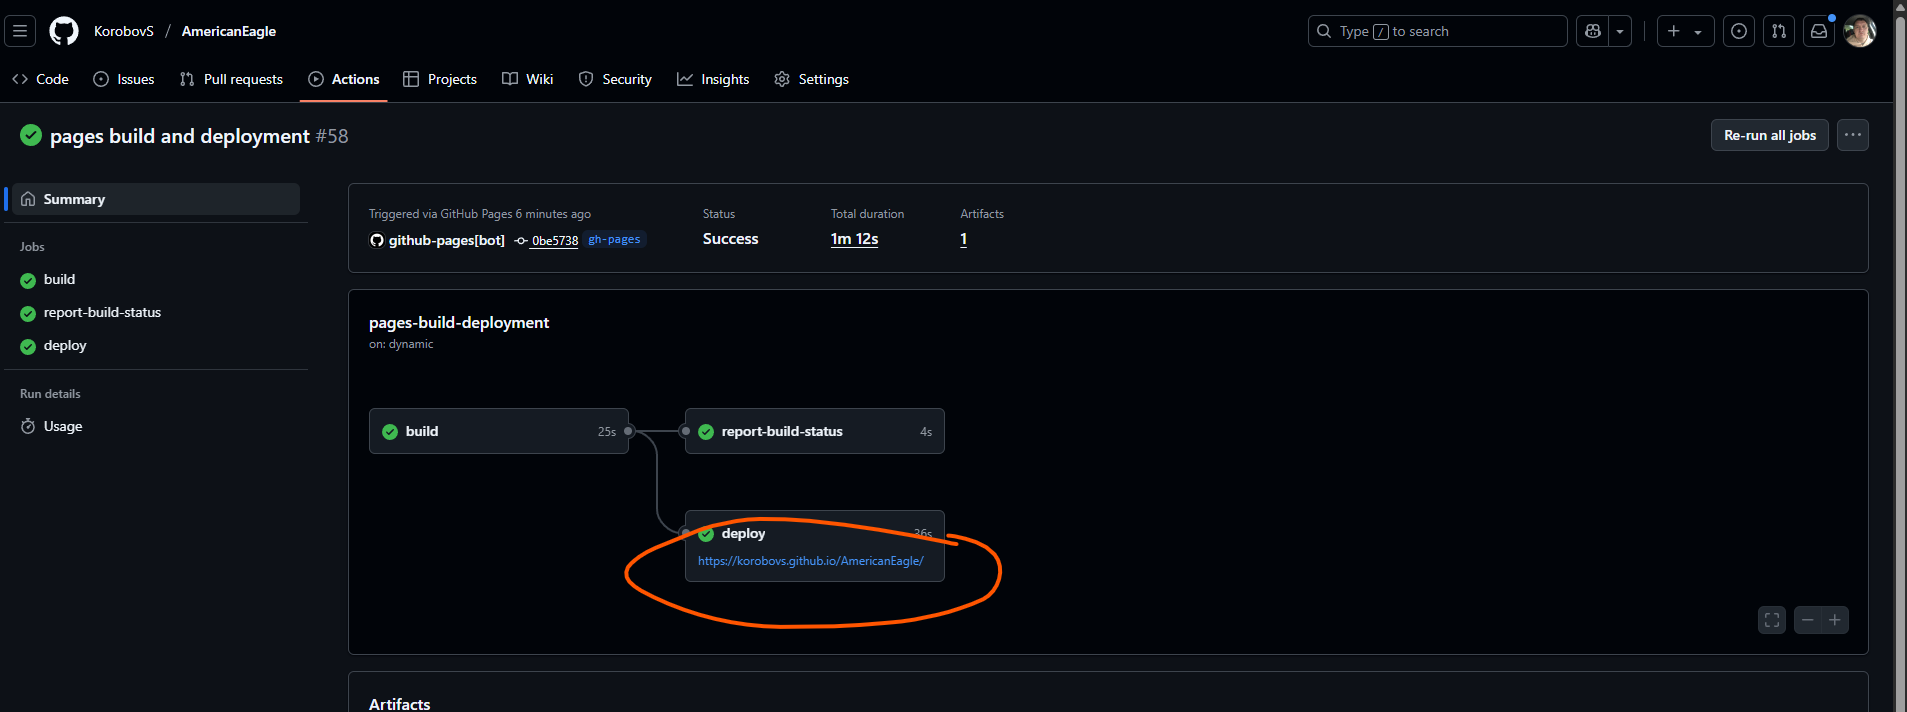 KorobovS / AmericanEagle
Type / to search
Code Issues Pull requests Actions Projects Wiki Security Insights Settings
pages build and deployment #58
Re-run all jobs
Summary
Jobs
build
report-build-status
deploy
Run details
Usage
Triggered via GitHub Pages 6 minutes ago
github-pages[bot] 0be5738 gh-pages
Status
Success
Total duration
1m 12s
Artifacts
1
pages-build-deployment
on: dynamic
build 25s
report-build-status 4s
deploy 36s
https://korobovs.github.io/AmericanEagle/
Artifacts